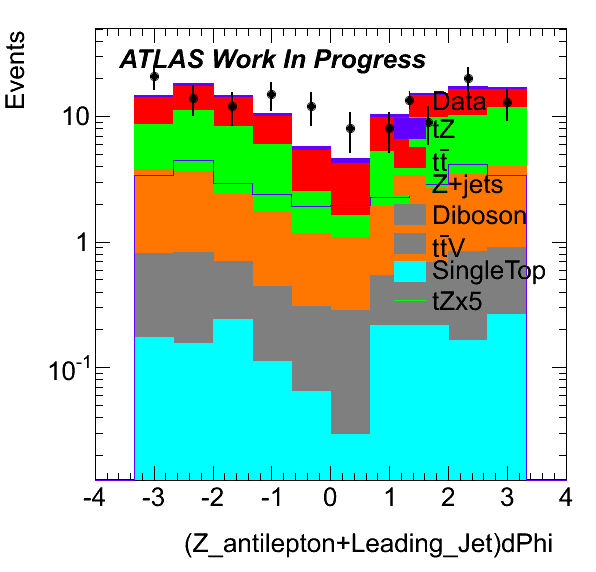 Events
ATLAS Work In Progress
10
1
10-1
Data
tZ
tt̄
Z+jets
Diboson
tt̄V
SingleTop
tZx5
-4 -3 -2 -1 0 1 2 3 4
(Z_antilepton+Leading_Jet)dPhi